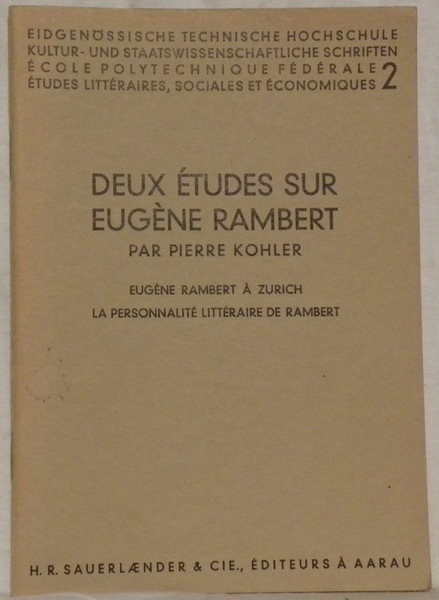 EIDGENÖSSISCHE TECHNISCHE HOCHSCHULE
KULTUR- UND STAATSWISSENSCHAFTLICHE SCHRIFTEN
ÉCOLE POLYTECHNIQUE FÉDÉRALE
ÉTUDES LITTÉRAIRES, SOCIALES ET ÉCONOMIQUES 2
DEUX ÉTUDES SUR
EUGÈNE RAMBERT
PAR PIERRE KOHLER
EUGÈNE RAMBERT À ZURICH
LA PERSONNALITÉ LITTÉRAIRE DE RAMBERT
H. R. SAUERLÆNDER & CIE., ÉDITEURS À AARAU